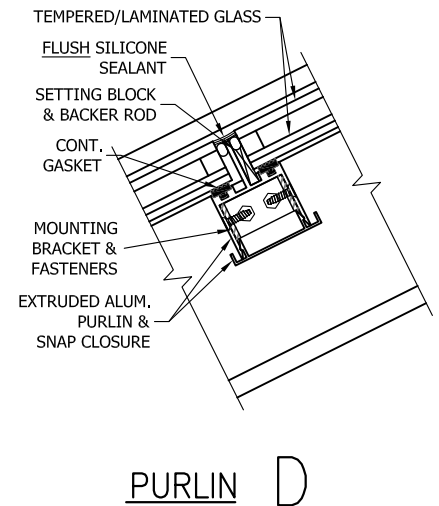 TEMPERED/LAMINATED GLASS
FLUSH SILICONE
SEALANT
SETTING BLOCK
& BACKER ROD
CONT.
GASKET
MOUNTING
BRACKET &
FASTENERS
EXTRUDED ALUM.
PURLIN &
SNAP CLOSURE
PURLIN D